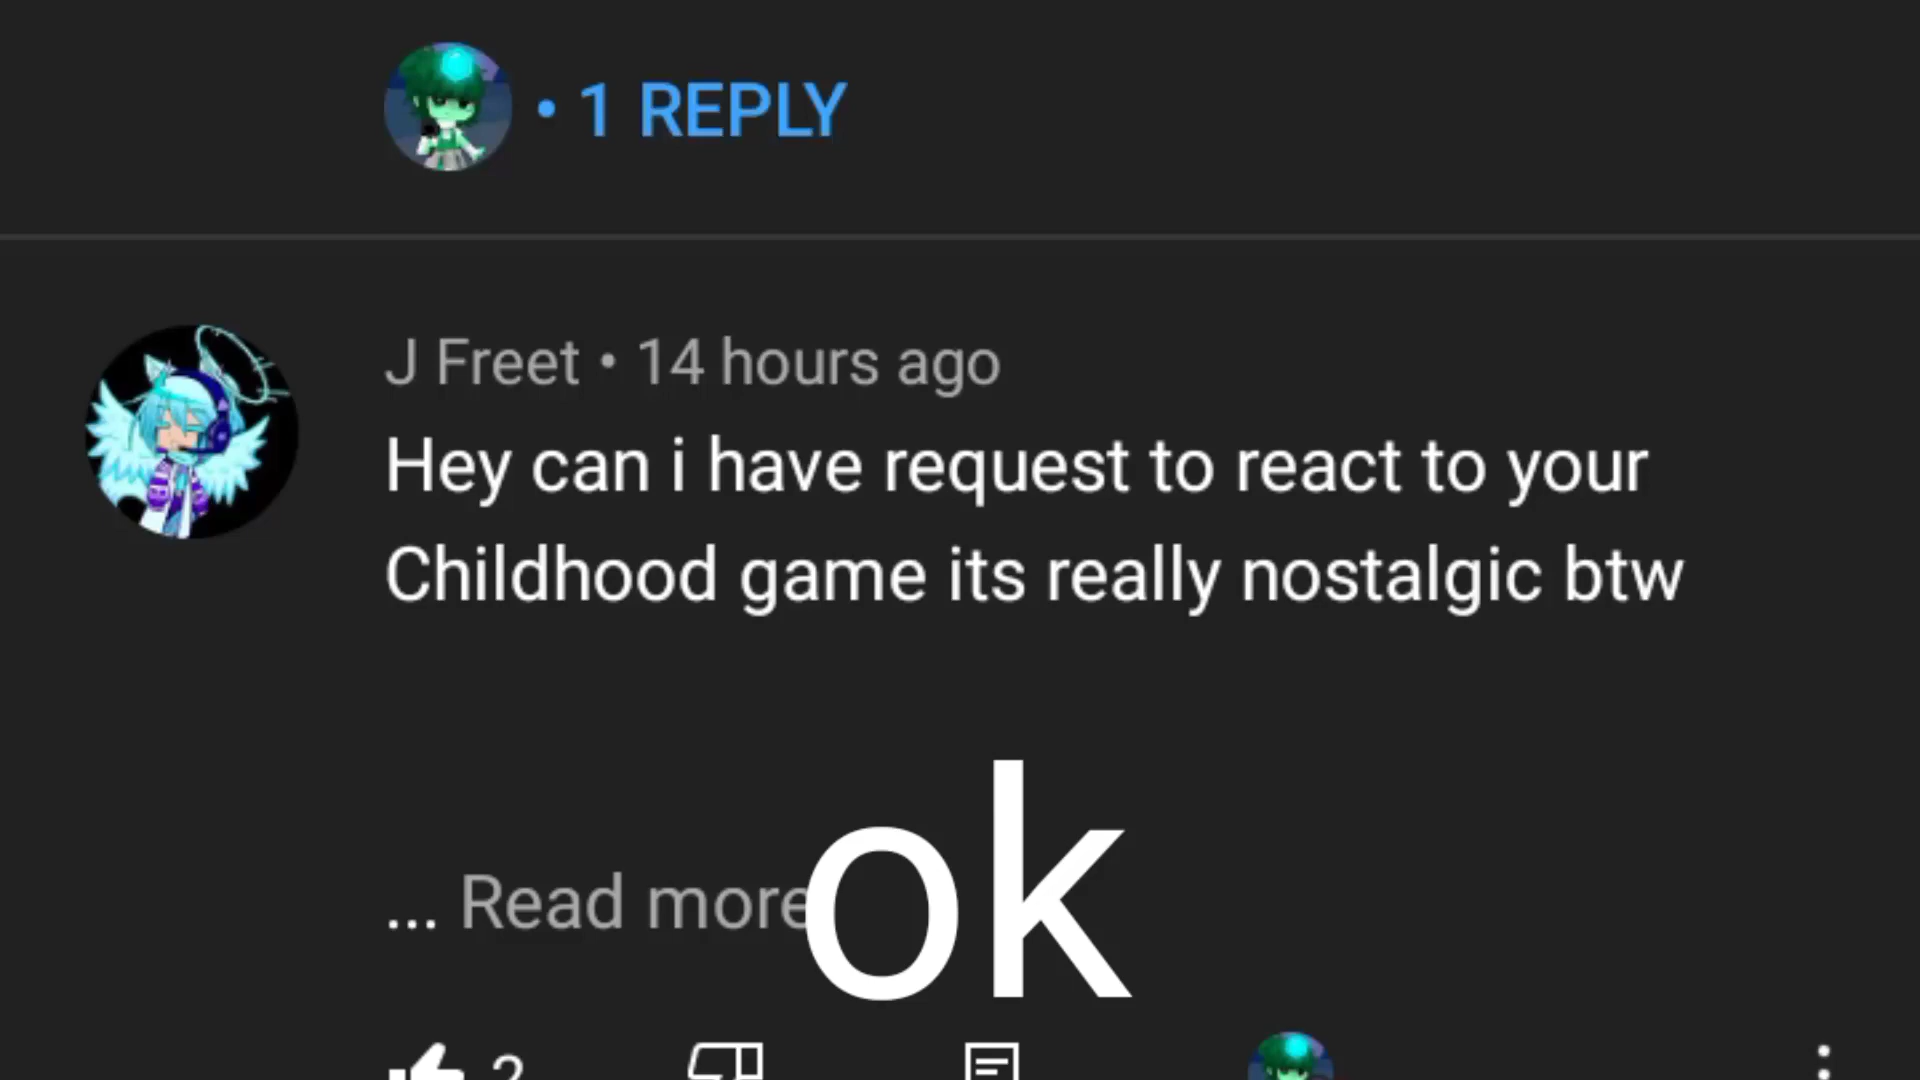 • 1 REPLY
J Freet • 14 hours ago
Hey can i have request to react to your
Childhood game its really nostalgic btw
... Read more
ok
2